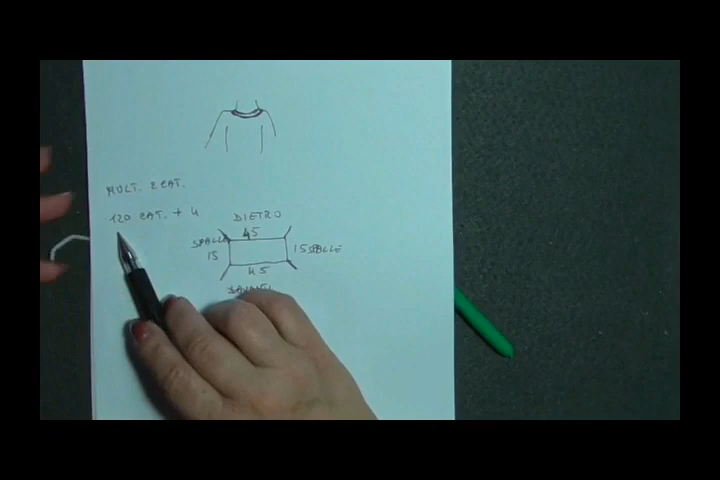 MULT. 2 CAT.
120 CAT. + 4
DIETRO
45
SPALLE
15
15 SPALLE
45